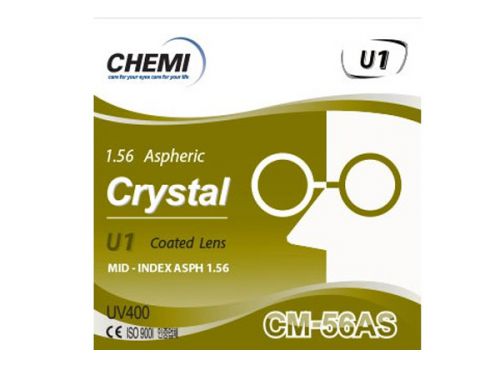 CHEMI
care for your eyes care for your life
U1
1.56 Aspheric
Crystal
U1 Coated Lens
MID - INDEX ASPH 1.56
UV400
CE ISO 9001
CM-56AS